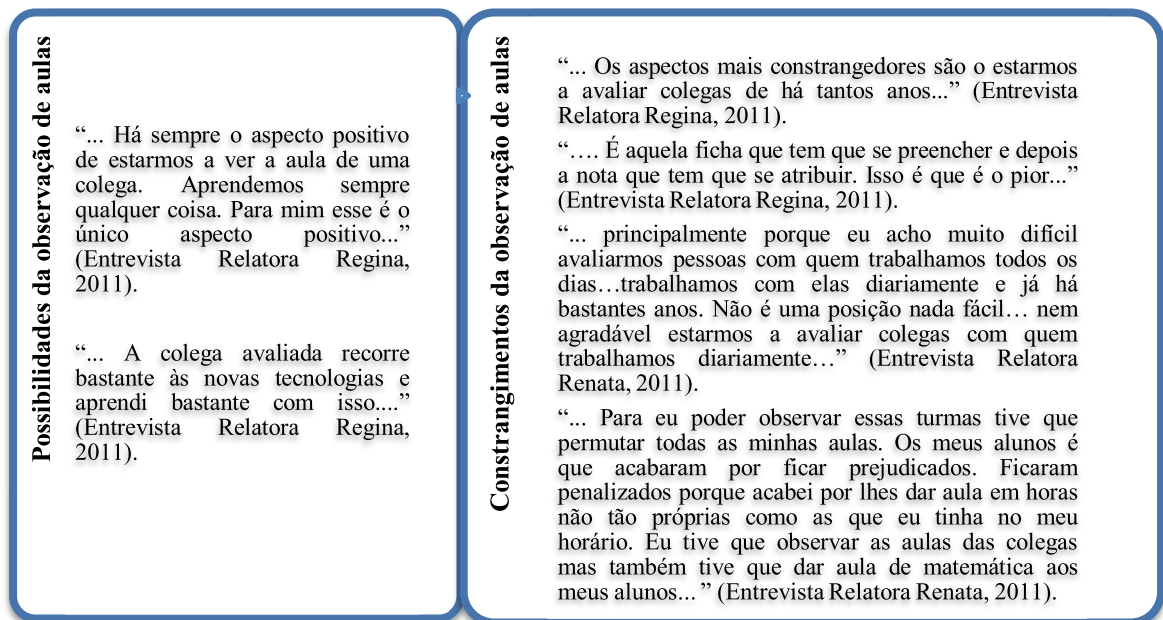 Possibilidades da observação de aulas
“... Há sempre o aspecto positivo
de estarmos a ver a aula de uma
colega. Aprendemos sempre
qualquer coisa. Para mim esse é o
único aspecto positivo...”
(Entrevista Relatora Regina,
2011).
“... A colega avaliada recorre
bastante às novas tecnologias e
aprendi bastante com isso....”
(Entrevista Relatora Regina,
2011).
Constrangimentos da observação de aulas
“... Os aspectos mais constrangedores são o estarmos
a avaliar colegas de há tantos anos...” (Entrevista
Relatora Regina, 2011).
“…. É aquela ficha que tem que se preencher e depois
a nota que tem que se atribuir. Isso é que é o pior...”
(Entrevista Relatora Regina, 2011).
“... principalmente porque eu acho muito difícil
avaliarmos pessoas com quem trabalhamos todos os
dias…trabalhamos com elas diariamente e já há
bastantes anos. Não é uma posição nada fácil… nem
agradável estarmos a avaliar colegas com quem
trabalhamos diariamente…” (Entrevista Relatora
Renata, 2011).
“... Para eu poder observar essas turmas tive que
permutar todas as minhas aulas. Os meus alunos é
que acabaram por ficar prejudicados. Ficaram
penalizados porque acabei por lhes dar aula em horas
não tão próprias como as que eu tinha no meu
horário. Eu tive que observar as aulas das colegas
mas também tive que dar aula de matemática aos
meus alunos... ” (Entrevista Relatora Renata, 2011).